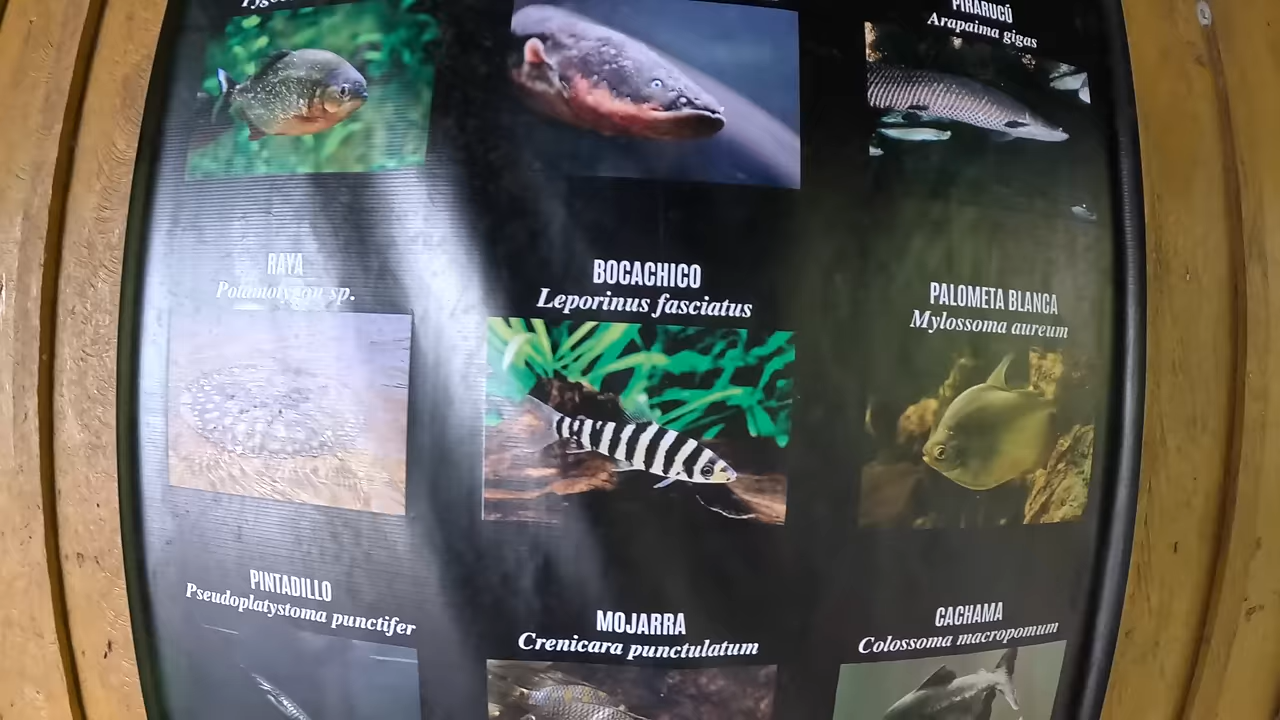 PIRARUCÚ
Arapaima gigas
RAYA
Potamotrygon sp.
BOCACHICO
Leporinus fasciatus
PALOMETA BLANCA
Mylossoma aureum
PINTADILLO
Pseudoplatystoma punctifer
MOJARRA
Crenicara punctulatum
CACHAMA
Colossoma macropomum